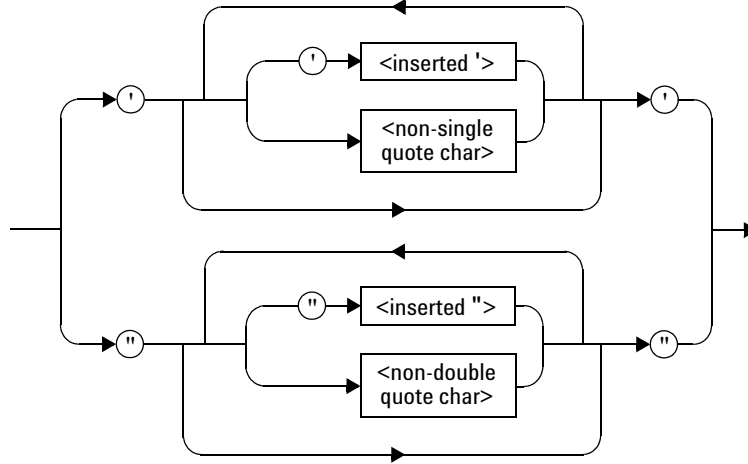 ' <inserted '>
' <non-single
quote char> '
" <inserted ">
" <non-double
quote char> "